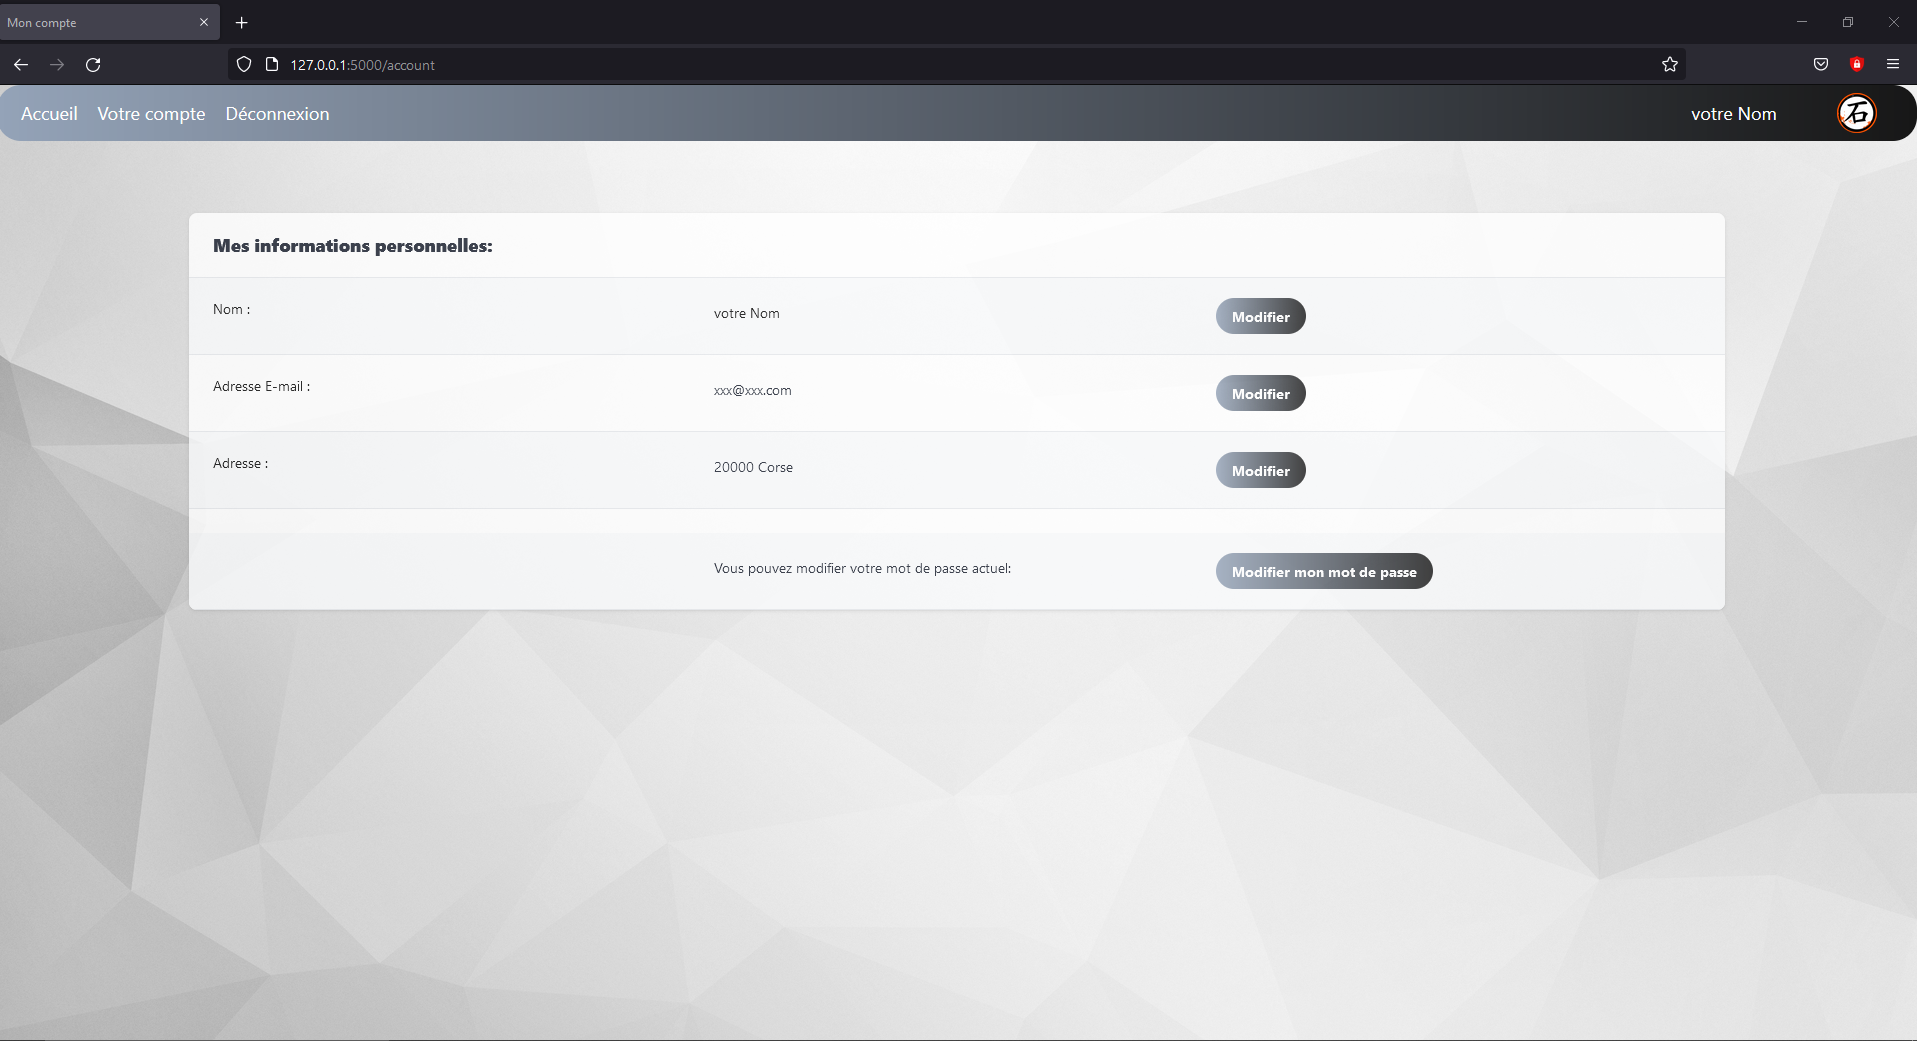 Mon compte
127.0.0.1:5000/account
Accueil Votre compte Déconnexion votre Nom 石
Mes informations personnelles:
Nom : votre Nom Modifier
Adresse E-mail : xxx@xxx.com Modifier
Adresse : 20000 Corse Modifier
Vous pouvez modifier votre mot de passe actuel: Modifier mon mot de passe